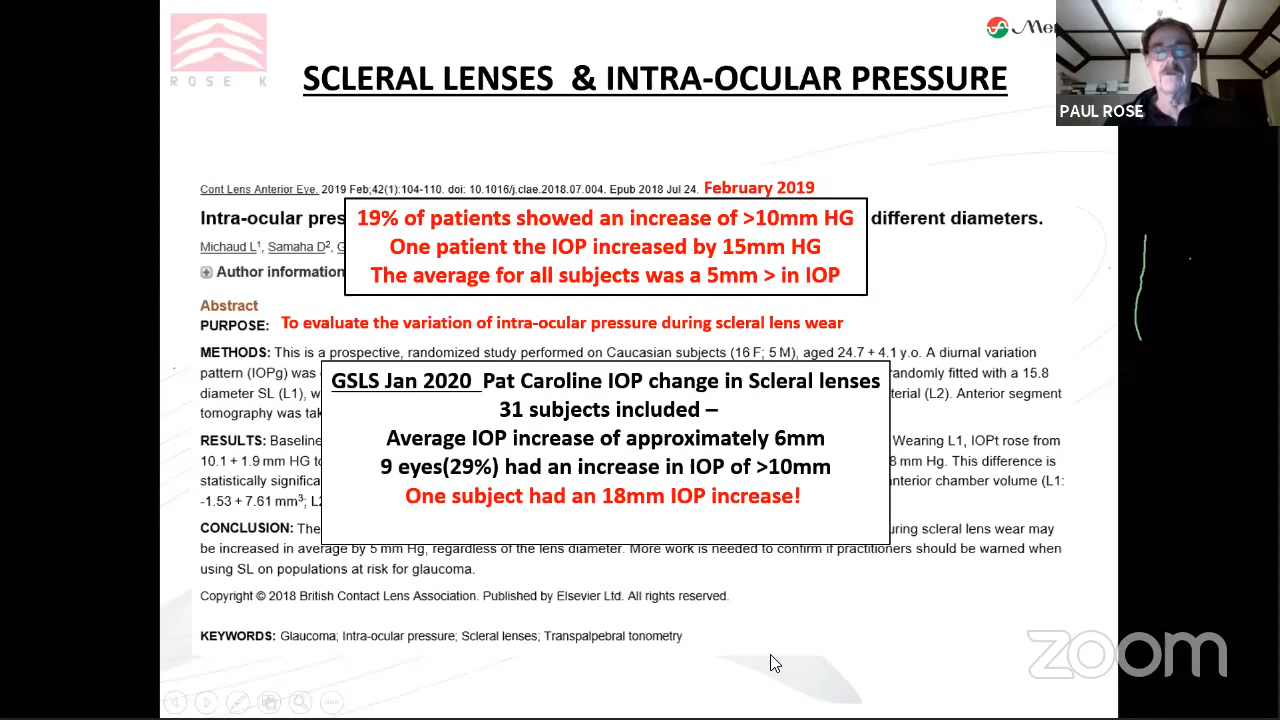 ROSE K
SCLERAL LENSES & INTRA-OCULAR PRESSURE
PAUL ROSE
Cont Lens Anterior Eye. 2019 Feb;42(1):104-110. doi: 10.1016/j.clae.2018.07.004. Epub 2018 Jul 24. February 2019
Intra-ocular different diameters.
Michaud L1, Samaha D2,
Author information
19% of patients showed an increase of >10mm HG
One patient the IOP increased by 15mm HG
The average for all subjects was a 5mm > in IOP
Abstract
PURPOSE: To evaluate the variation of intra-ocular pressure during scleral lens wear
METHODS: This is a prospective, randomized study performed on Caucasian subjects (16 F; 5 M), aged 24.7 + 4.1 y.o. A diurnal variation
pattern (IOPg) was randomly fitted with a 15.8
diameter SL (L1), (L2). Anterior segment
tomography was
GSLS Jan 2020 Pat Caroline IOP change in Scleral lenses
31 subjects included –
Average IOP increase of approximately 6mm
9 eyes(29%) had an increase in IOP of >10mm
One subject had an 18mm IOP increase!
RESULTS: Baseline Wearing L1, IOPt rose from
10.1 + 1.9 mm HG mm Hg. This difference is
statistically anterior chamber volume (L1:
-1.53 + 7.61 mm3;
CONCLUSION: scleral lens wear may
be increased in average by 5 mm Hg, regardless of the lens diameter. More work is needed to confirm if practitioners should be warned when
using SL on populations at risk for glaucoma.
Copyright © 2018 British Contact Lens Association. Published by Elsevier Ltd. All rights reserved.
KEYWORDS: Glaucoma; Intra-ocular pressure; Scleral lenses; Transpalpebral tonometry
zoom